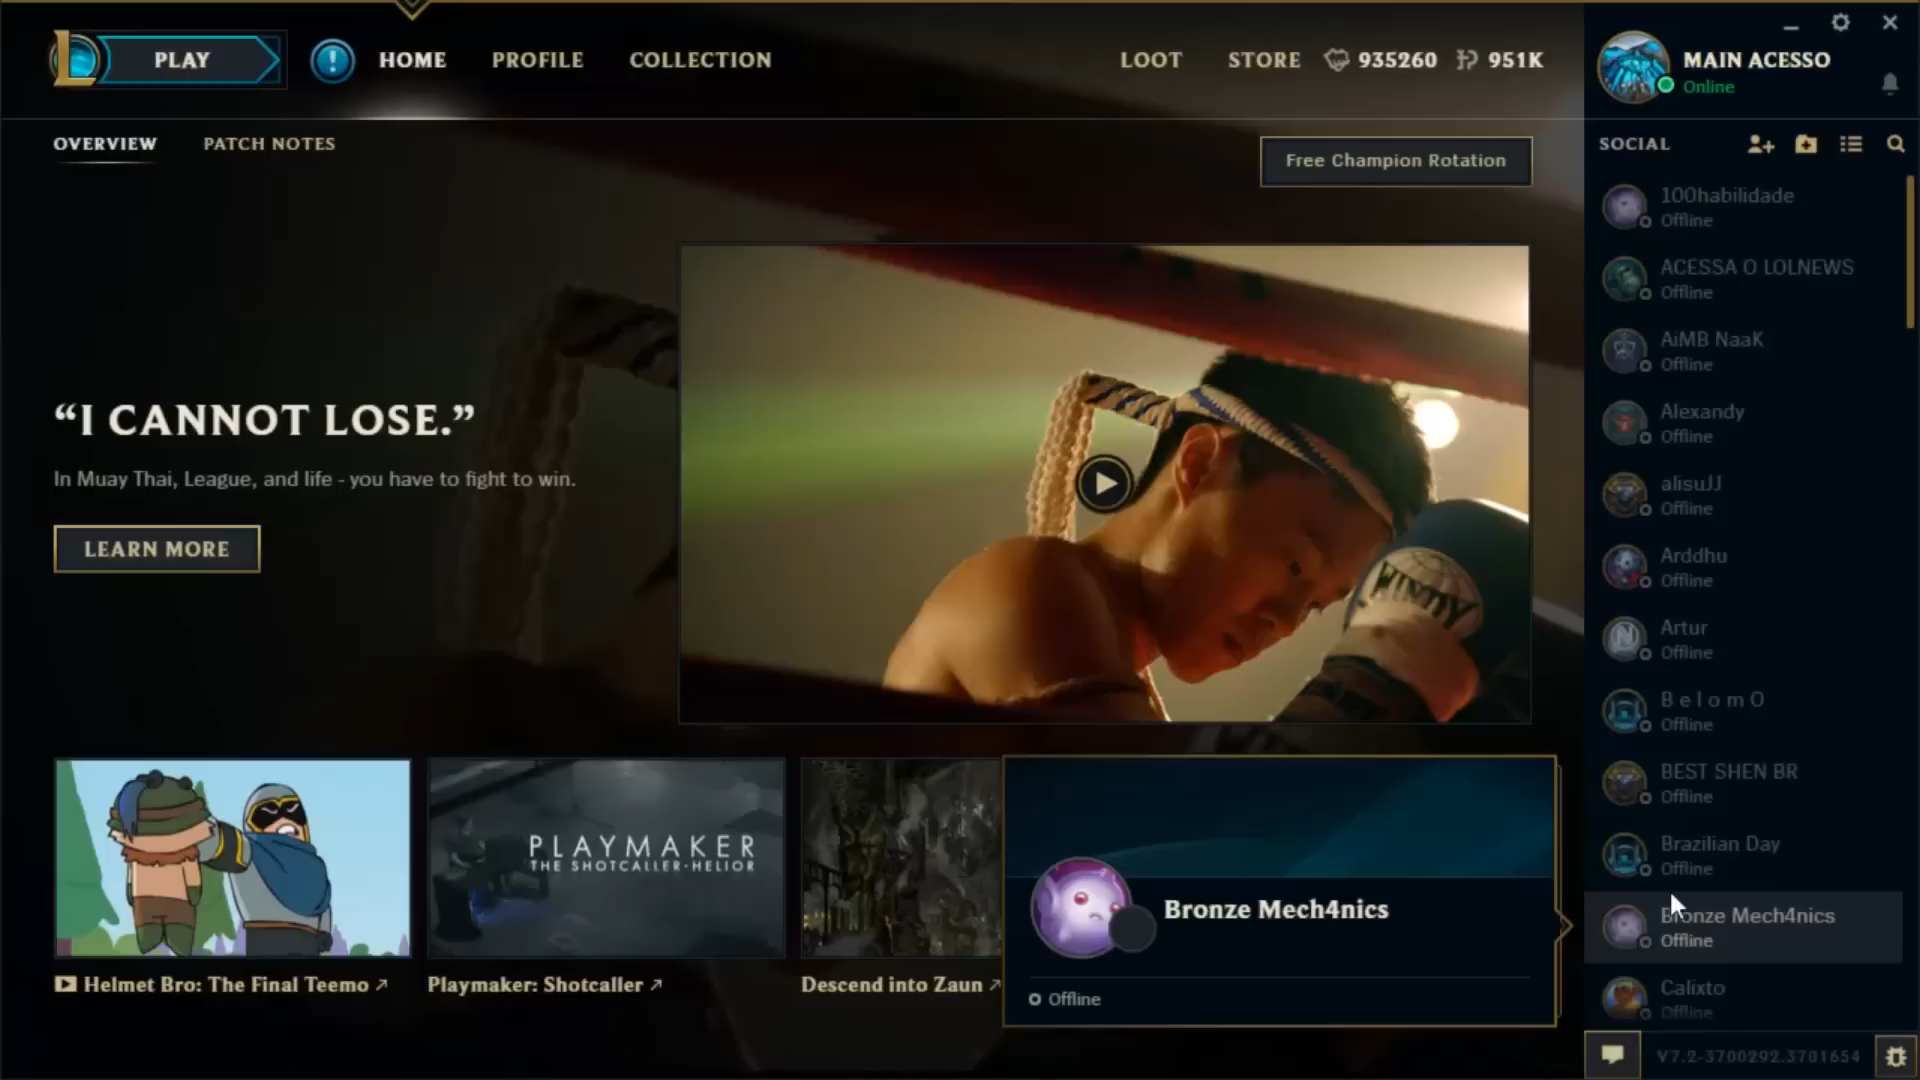 PLAY
HOME
PROFILE
COLLECTION
LOOT
STORE
935260
951K
MAIN ACESSO
Online
OVERVIEW
PATCH NOTES
Free Champion Rotation
SOCIAL
“I CANNOT LOSE.”
In Muay Thai, League, and life - you have to fight to win.
LEARN MORE
WINDY
PLAYMAKER
THE SHOTCALLER-HELIOR
Helmet Bro: The Final Teemo
Playmaker: Shotcaller
Descend into Zaun
Bronze Mech4nics
Offline
100habilidade
Offline
ACESSA O LOLNEWS
Offline
AiMB NaaK
Offline
Alexandy
Offline
alisuJJ
Offline
Arddhu
Offline
Artur
Offline
B e l o m O
Offline
BEST SHEN BR
Offline
Brazilian Day
Offline
Bronze Mech4nics
Offline
Calixto
Offline
V7.2-3700292.3701654